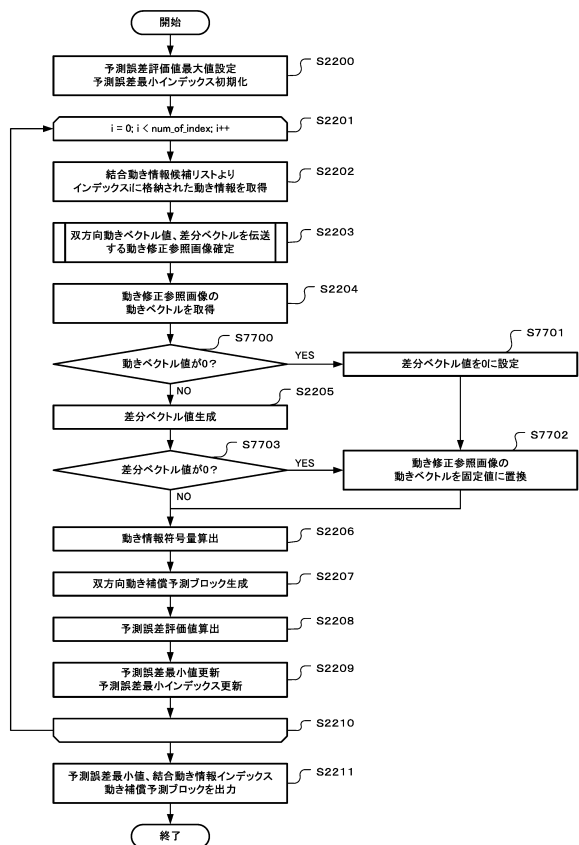 開始
予測誤差評価値最大値設定
予測誤差最小インデックス初期化
S2200
i = 0; i < num_of_index; i++
S2201
結合動き情報候補リストより
インデックスiに格納された動き情報を取得
S2202
双方向動きベクトル値、差分ベクトルを伝送
する動き修正参照画像確定
S2203
動き修正参照画像の
動きベクトルを取得
S2204
動きベクトル値が0?
S7700
YES
NO
差分ベクトル値を0に設定
S7701
差分ベクトル値生成
S2205
差分ベクトル値が0?
S7703
YES
NO
動き修正参照画像の
動きベクトルを固定値に置換
S7702
動き情報符号量算出
S2206
双方向動き補償予測ブロック生成
S2207
予測誤差評価値算出
S2208
予測誤差最小値更新
予測誤差最小インデックス更新
S2209
S2210
予測誤差最小値、結合動き情報インデックス
動き補償予測ブロックを出力
S2211
終了